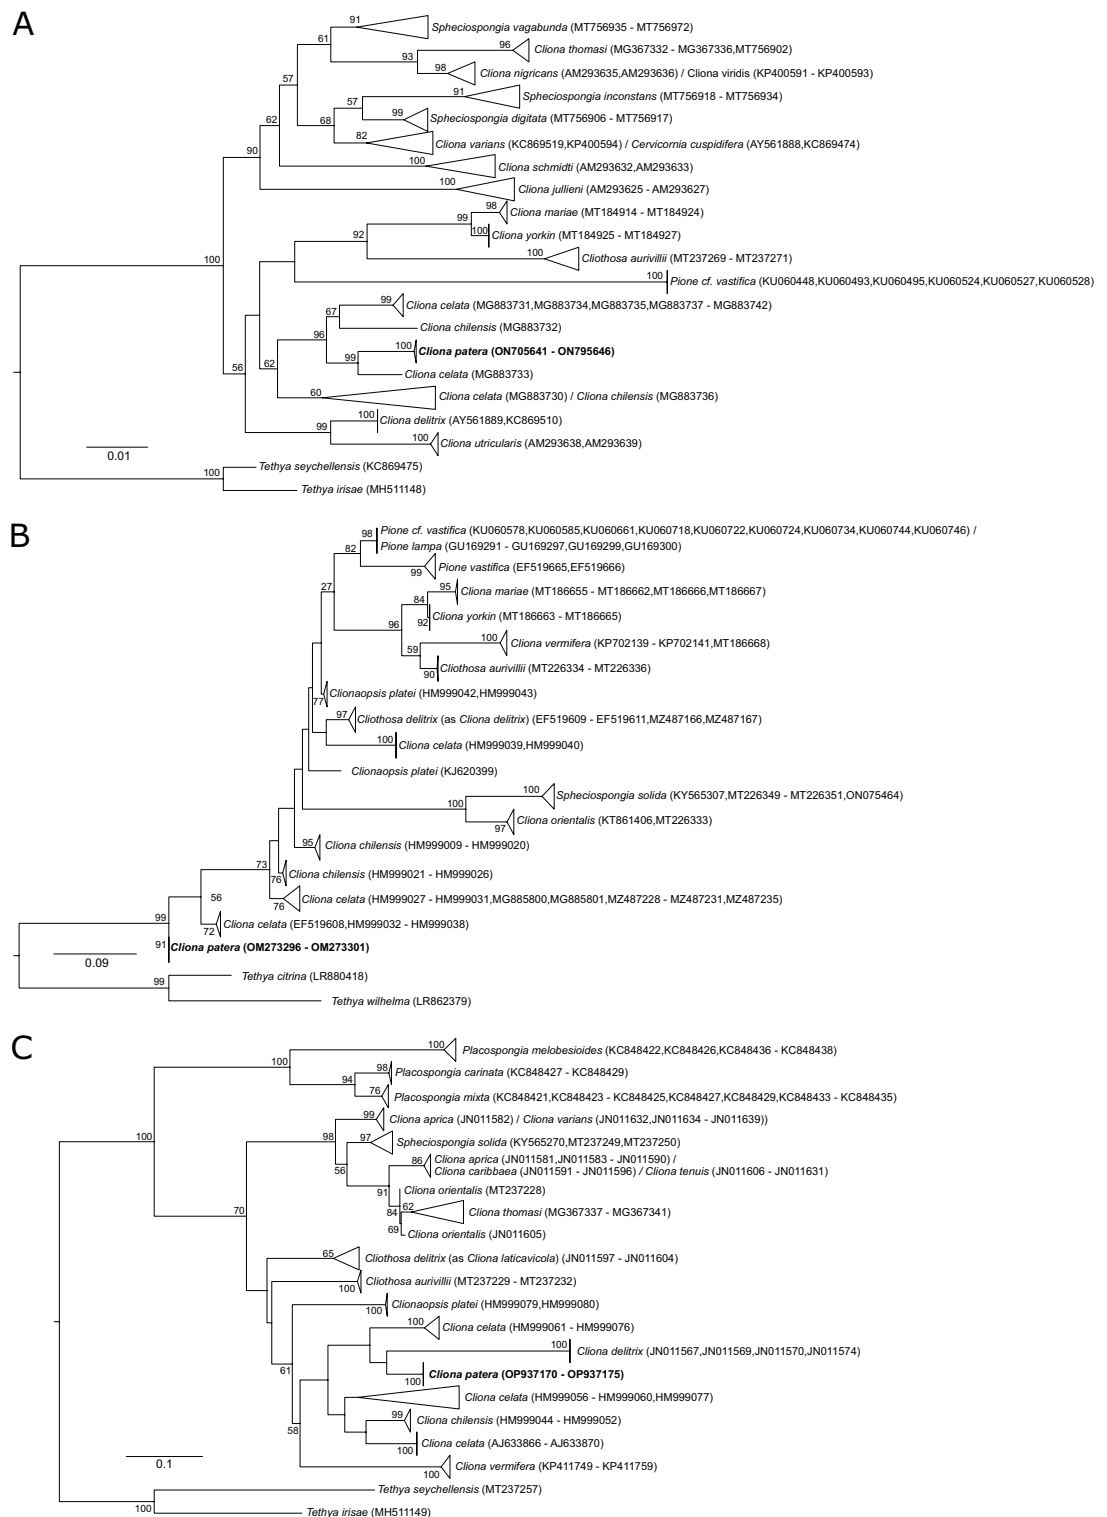 A
91
Spheciospongia vagabunda (MT756935 - MT756972)
61
96
Cliona thomasi (MG367332 - MG367336,MT756902)
93
98
Cliona nigricans (AM293635,AM293636) / Cliona viridis (KP400591 - KP400593)
57
91
Spheciospongia inconstans (MT756918 - MT756934)
57
99
Spheciospongia digitata (MT756906 - MT756917)
62
68
82
Cliona varians (KC869519,KP400594) / Cervicornia cuspidifera (AY561888,KC869474)
90
100
Cliona schmidti (AM293632,AM293633)
100
Cliona jullieni (AM293625 - AM293627)
98
Cliona mariae (MT184914 - MT184924)
99
100
Cliona yorkin (MT184925 - MT184927)
92
100
Cliothosa aurivillii (MT237269 - MT237271)
100
100
Pione cf. vastifica (KU060448,KU060493,KU060495,KU060524,KU060527,KU060528)
99
Cliona celata (MG883731,MG883734,MG883735,MG883737 - MG883742)
67
Cliona chilensis (MG883732)
96
100
Cliona patera (ON705641 - ON795646)
99
Cliona celata (MG883733)
56
62
60
Cliona celata (MG883730) / Cliona chilensis (MG883736)
100
Cliona delitrix (AY561889,KC869510)
99
100
Cliona utricularis (AM293638,AM293639)
0.01
100
Tethya seychellensis (KC869475)
Tethya irisae (MH511148)
B
98
Pione cf. vastifica (KU060578,KU060585,KU060661,KU060718,KU060722,KU060724,KU060734,KU060744,KU060746) /
Pione lampa (GU169291 - GU169297,GU169299,GU169300)
82
99
Pione vastifica (EF519665,EF519666)
27
95
Cliona mariae (MT186655 - MT186662,MT186666,MT186667)
84
92
Cliona yorkin (MT186663 - MT186665)
96
100
Cliona vermifera (KP702139 - KP702141,MT186668)
59
90
Cliothosa aurivillii (MT226334 - MT226336)
77
Clionaopsis platei (HM999042,HM999043)
97
Cliothosa delitrix (as Cliona delitrix) (EF519609 - EF519611,MZ487166,MZ487167)
100
Cliona celata (HM999039,HM999040)
Clionaopsis platei (KJ620399)
100
Spheciospongia solida (KY565307,MT226349 - MT226351,ON075464)
100
97
Cliona orientalis (KT861406,MT226333)
95
Cliona chilensis (HM999009 - HM999020)
73
76
Cliona chilensis (HM999021 - HM999026)
56
76
Cliona celata (HM999027 - HM999031,MG885800,MG885801,MZ487228 - MZ487231,MZ487235)
99
72
Cliona celata (EF519608,HM999032 - HM999038)
91
Cliona patera (OM273296 - OM273301)
0.09
99
Tethya citrina (LR880418)
Tethya wilhelma (LR862379)
C
100
Placospongia melobesioides (KC848422,KC848426,KC848436 - KC848438)
100
98
Placospongia carinata (KC848427 - KC848429)
94
76
Placospongia mixta (KC848421,KC848423 - KC848425,KC848427,KC848429,KC848433 - KC848435)
99
Cliona aprica (JN011582) / Cliona varians (JN011632,JN011634 - JN011639))
100
98
97
Spheciospongia solida (KY565270,MT237249,MT237250)
56
86
Cliona aprica (JN011581,JN011583 - JN011590) /
Cliona caribbaea (JN011591 - JN011596) / Cliona tenuis (JN011606 - JN011631)
91
Cliona orientalis (MT237228)
70
84
62
Cliona thomasi (MG367337 - MG367341)
69
Cliona orientalis (JN011605)
65
Cliothosa delitrix (as Cliona laticavicola) (JN011597 - JN011604)
100
Cliothosa aurivillii (MT237229 - MT237232)
100
Clionaopsis platei (HM999079,HM999080)
100
Cliona celata (HM999061 - HM999076)
100
Cliona delitrix (JN011567,JN011569,JN011570,JN011574)
61
100
Cliona patera (OP937170 - OP937175)
Cliona celata (HM999056 - HM999060,HM999077)
58
99
Cliona chilensis (HM999044 - HM999052)
100
Cliona celata (AJ633866 - AJ633870)
0.1
100
Cliona vermifera (KP411749 - KP411759)
Tethya seychellensis (MT237257)
100
Tethya irisae (MH511149)